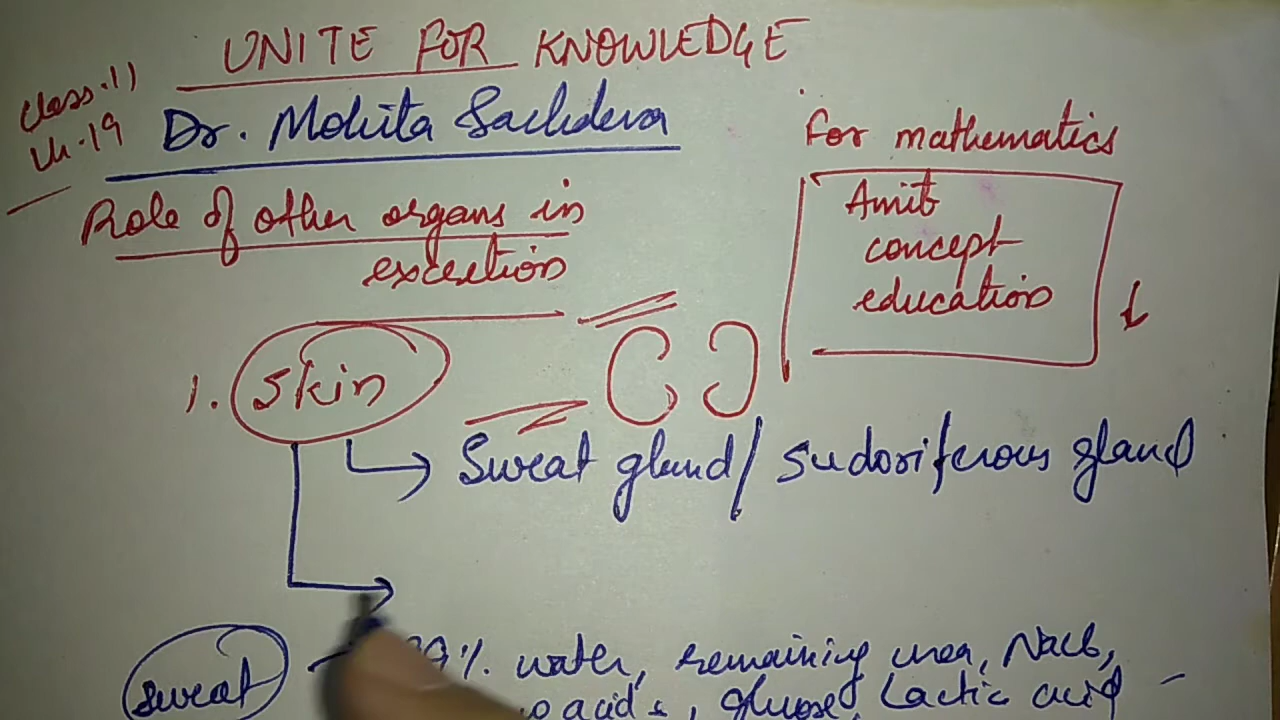 UNITE FOR KNOWLEDGE
Class.11
Ch.19
Dr. Mohita Sachdeva
For mathematics
Amit
concept
education
Role of other organs in
excretion
1. Skin
Sweat gland/ sudoriferous gland
sweat
% water, remaining urea, NaCl,
acids, glucose, Lactic acid